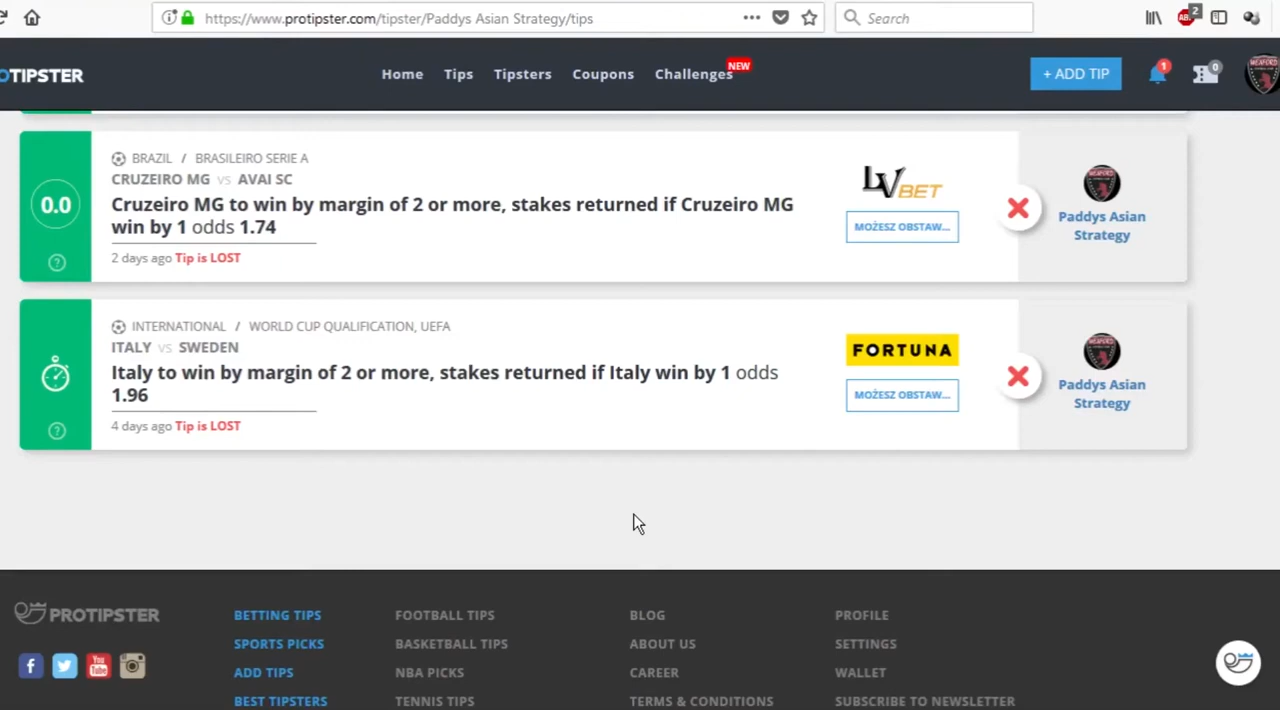 https://www.protipster.com/tipster/Paddys Asian Strategy/tips
Search
2
OTIPSTER
Home
Tips
Tipsters
Coupons
Challenges
NEW
+ ADD TIP
1
0
0.0
?
BRAZIL / BRASILEIRO SERIE A
CRUZEIRO MG vs AVAI SC
Cruzeiro MG to win by margin of 2 or more, stakes returned if Cruzeiro MG
win by 1 odds 1.74
2 days ago Tip is LOST
LVBET
MOŻESZ OBSTAW...
Paddys Asian
Strategy
?
INTERNATIONAL / WORLD CUP QUALIFICATION, UEFA
ITALY vs SWEDEN
Italy to win by margin of 2 or more, stakes returned if Italy win by 1 odds
1.96
4 days ago Tip is LOST
FORTUNA
MOŻESZ OBSTAW...
Paddys Asian
Strategy
PROTIPSTER
You
Tube
BETTING TIPS
SPORTS PICKS
ADD TIPS
BEST TIPSTERS
FOOTBALL TIPS
BASKETBALL TIPS
NBA PICKS
TENNIS TIPS
BLOG
ABOUT US
CAREER
TERMS & CONDITIONS
PROFILE
SETTINGS
WALLET
SUBSCRIBE TO NEWSLETTER